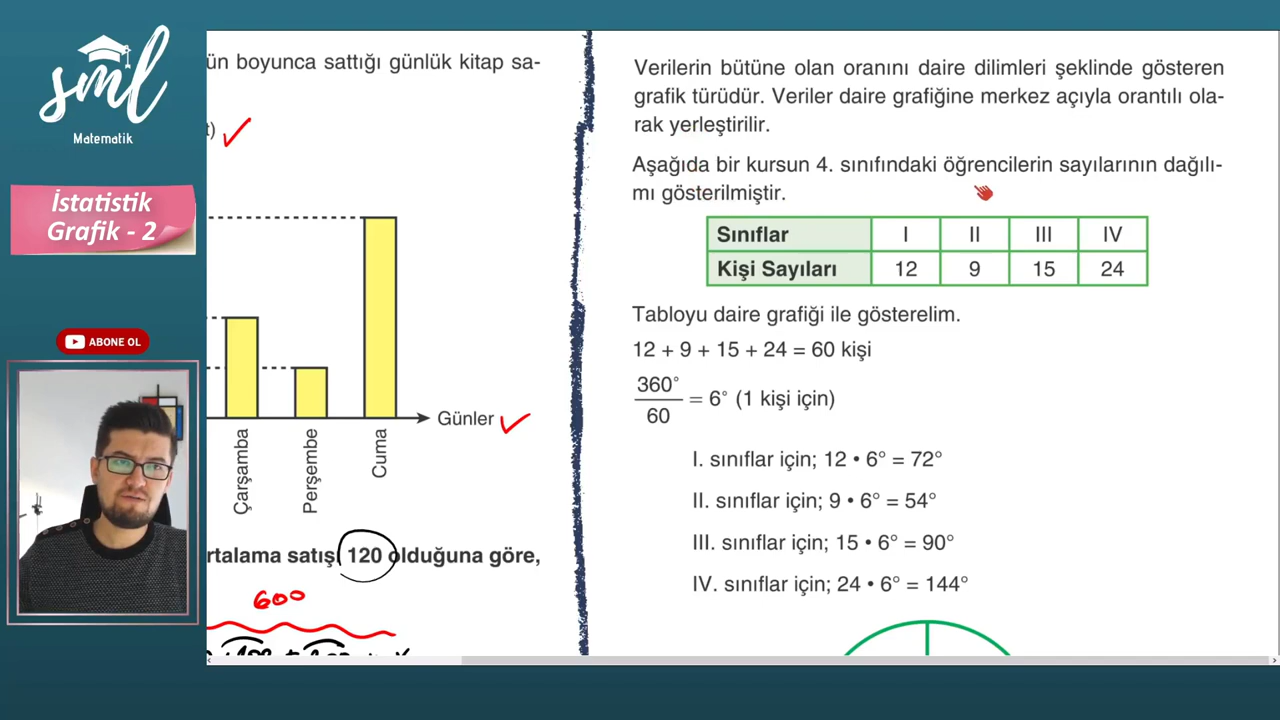 sml
Matematik
İstatistik
Grafik - 2
ABONE OL
ün boyunca sattığı günlük kitap sa-
t)
Günler
Çarşamba
Perşembe
Cuma
rtalama satışı 120 olduğuna göre,
600
Verilerin bütüne olan oranını daire dilimleri şeklinde gösteren
grafik türüdür. Veriler daire grafiğine merkez açıyla orantılı ola-
rak yerleştirilir.
Aşağıda bir kursun 4. sınıfındaki öğrencilerin sayılarının dağılı-
mı gösterilmiştir.
Sınıflar I II III IV
Kişi Sayıları 12 9 15 24
Tabloyu daire grafiği ile gösterelim.
12 + 9 + 15 + 24 = 60 kişi
360°
60
= 6° (1 kişi için)
I. sınıflar için; 12 • 6° = 72°
II. sınıflar için; 9 • 6° = 54°
III. sınıflar için; 15 • 6° = 90°
IV. sınıflar için; 24 • 6° = 144°